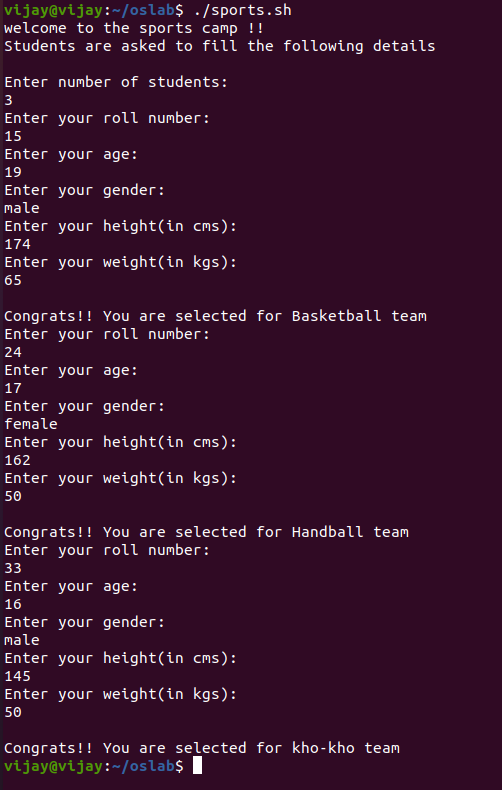 vijay@vijay:~/oslab$ ./sports.sh
welcome to the sports camp !!
Students are asked to fill the following details
Enter number of students:
3
Enter your roll number:
15
Enter your age:
19
Enter your gender:
male
Enter your height(in cms):
174
Enter your weight(in kgs):
65
Congrats!! You are selected for Basketball team
Enter your roll number:
24
Enter your age:
17
Enter your gender:
female
Enter your height(in cms):
162
Enter your weight(in kgs):
50
Congrats!! You are selected for Handball team
Enter your roll number:
33
Enter your age:
16
Enter your gender:
male
Enter your height(in cms):
145
Enter your weight(in kgs):
50
Congrats!! You are selected for kho-kho team
vijay@vijay:~/oslab$